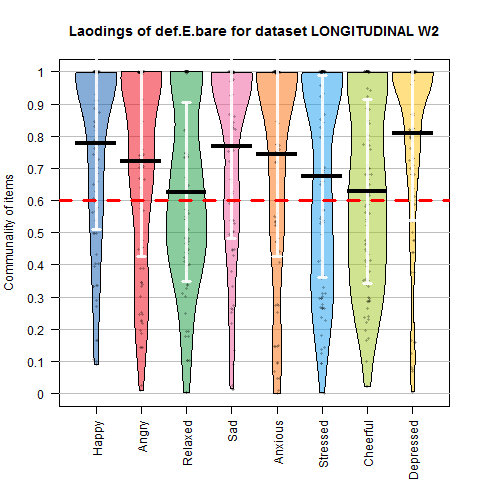 Laodings of def.E.bare for dataset LONGITUDINAL W2
Communality of items
1
0.9
0.8
0.7
0.6
0.5
0.4
0.3
0.2
0.1
0
Happy
Angry
Relaxed
Sad
Anxious
Stressed
Cheerful
Depressed